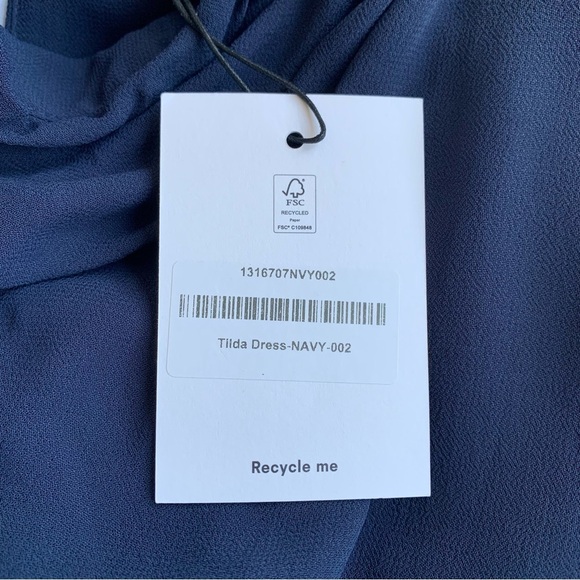 FSC
RECYCLED
Paper
FSC® C109848
1316707NVY002
Tilda Dress-NAVY-002
Recycle me